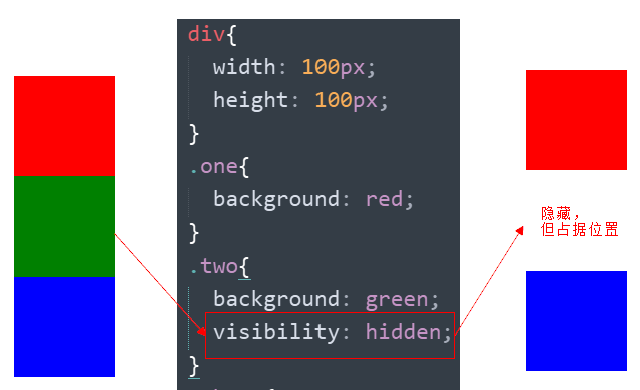 div{
width: 100px;
height: 100px;
}
.one{
background: red;
}
.two{
background: green;
visibility: hidden;
}
隐藏，
但占据位置